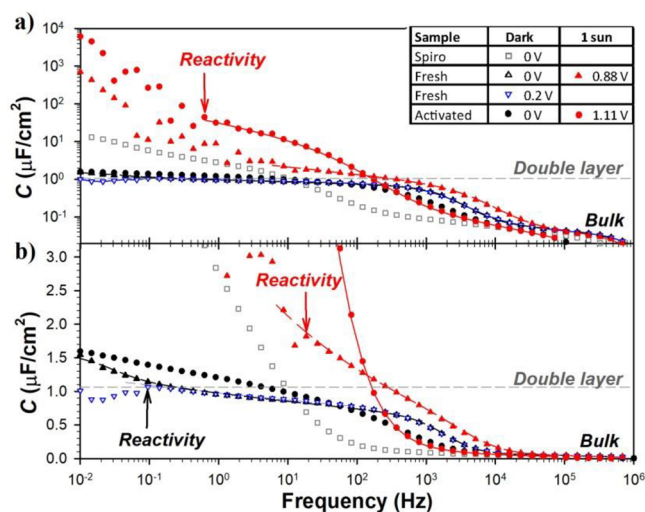 a)
Reactivity
Sample Dark 1 sun
Spiro 0 V
Fresh 0 V 0.88 V
Fresh 0.2 V
Activated 0 V 1.11 V
C (μF/cm²)
10⁴
10³
10²
10¹
10⁰
10⁻¹
Double layer
Bulk
b)
C (μF/cm²)
3.0
2.5
2.0
1.5
1.0
0.5
0.0
Reactivity
Double layer
Reactivity
Bulk
10⁻² 10⁻¹ 10⁰ 10¹ 10² 10³ 10⁴ 10⁵ 10⁶
Frequency (Hz)